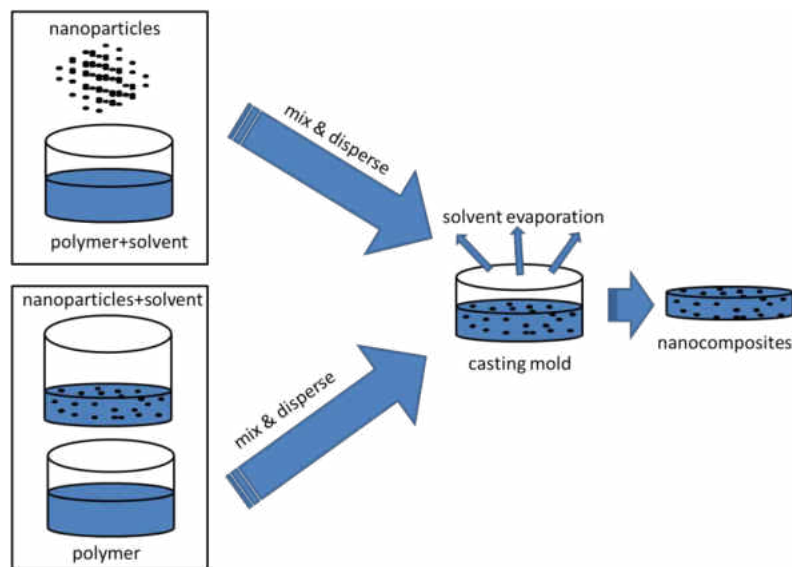 nanoparticles
polymer+solvent
mix & disperse
nanoparticles+solvent
polymer
mix & disperse
solvent evaporation
casting mold
nanocomposites